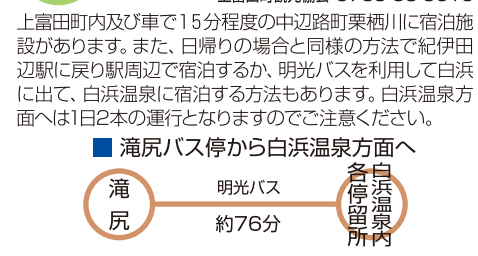 上富田町内及び車で15分程度の中辺路町栗栖川に宿泊施
設があります。また、日帰りの場合と同様の方法で紀伊田
辺駅に戻り駅周辺で宿泊するか、明光バスを利用して白浜
に出て、白浜温泉に宿泊する方法もあります。白浜温泉方
面へは1日2本の運行となりますのでご注意ください。
■ 滝尻バス停から白浜温泉方面へ
滝尻
明光バス
約76分
白浜温泉内
各停留所